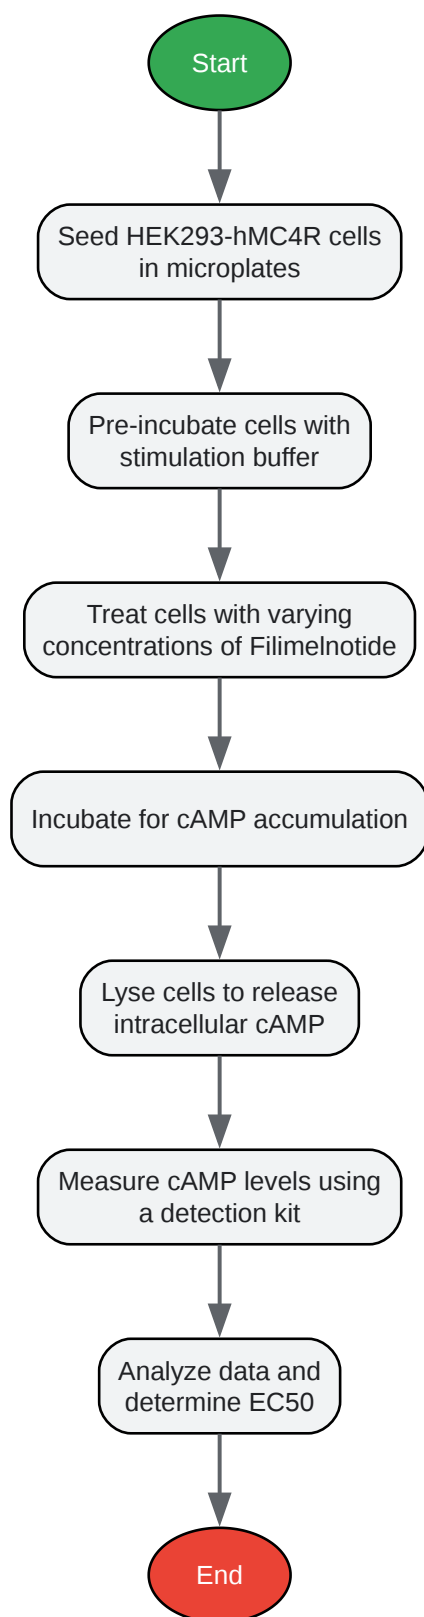 Start
Seed HEK293-hMC4R cells
in microplates
Pre-incubate cells with
stimulation buffer
Treat cells with varying
concentrations of Filimelnotide
Incubate for cAMP accumulation
Lyse cells to release
intracellular cAMP
Measure cAMP levels using
a detection kit
Analyze data and
determine EC50
End